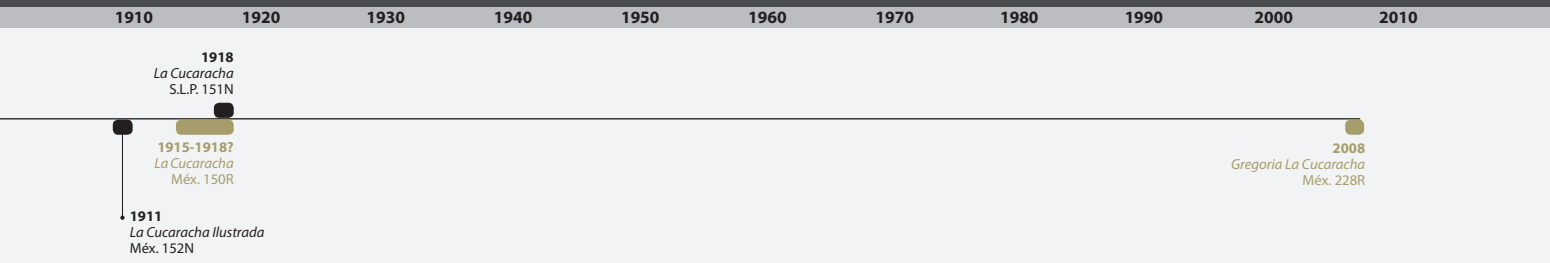 1910 1920 1930 1940 1950 1960 1970 1980 1990 2000 2010
1918
La Cucaracha
S.L.P. 151N
1915-1918?
La Cucaracha
Méx. 150R
2008
Gregoria La Cucaracha
Méx. 228R
1911
La Cucaracha Ilustrada
Méx. 152N